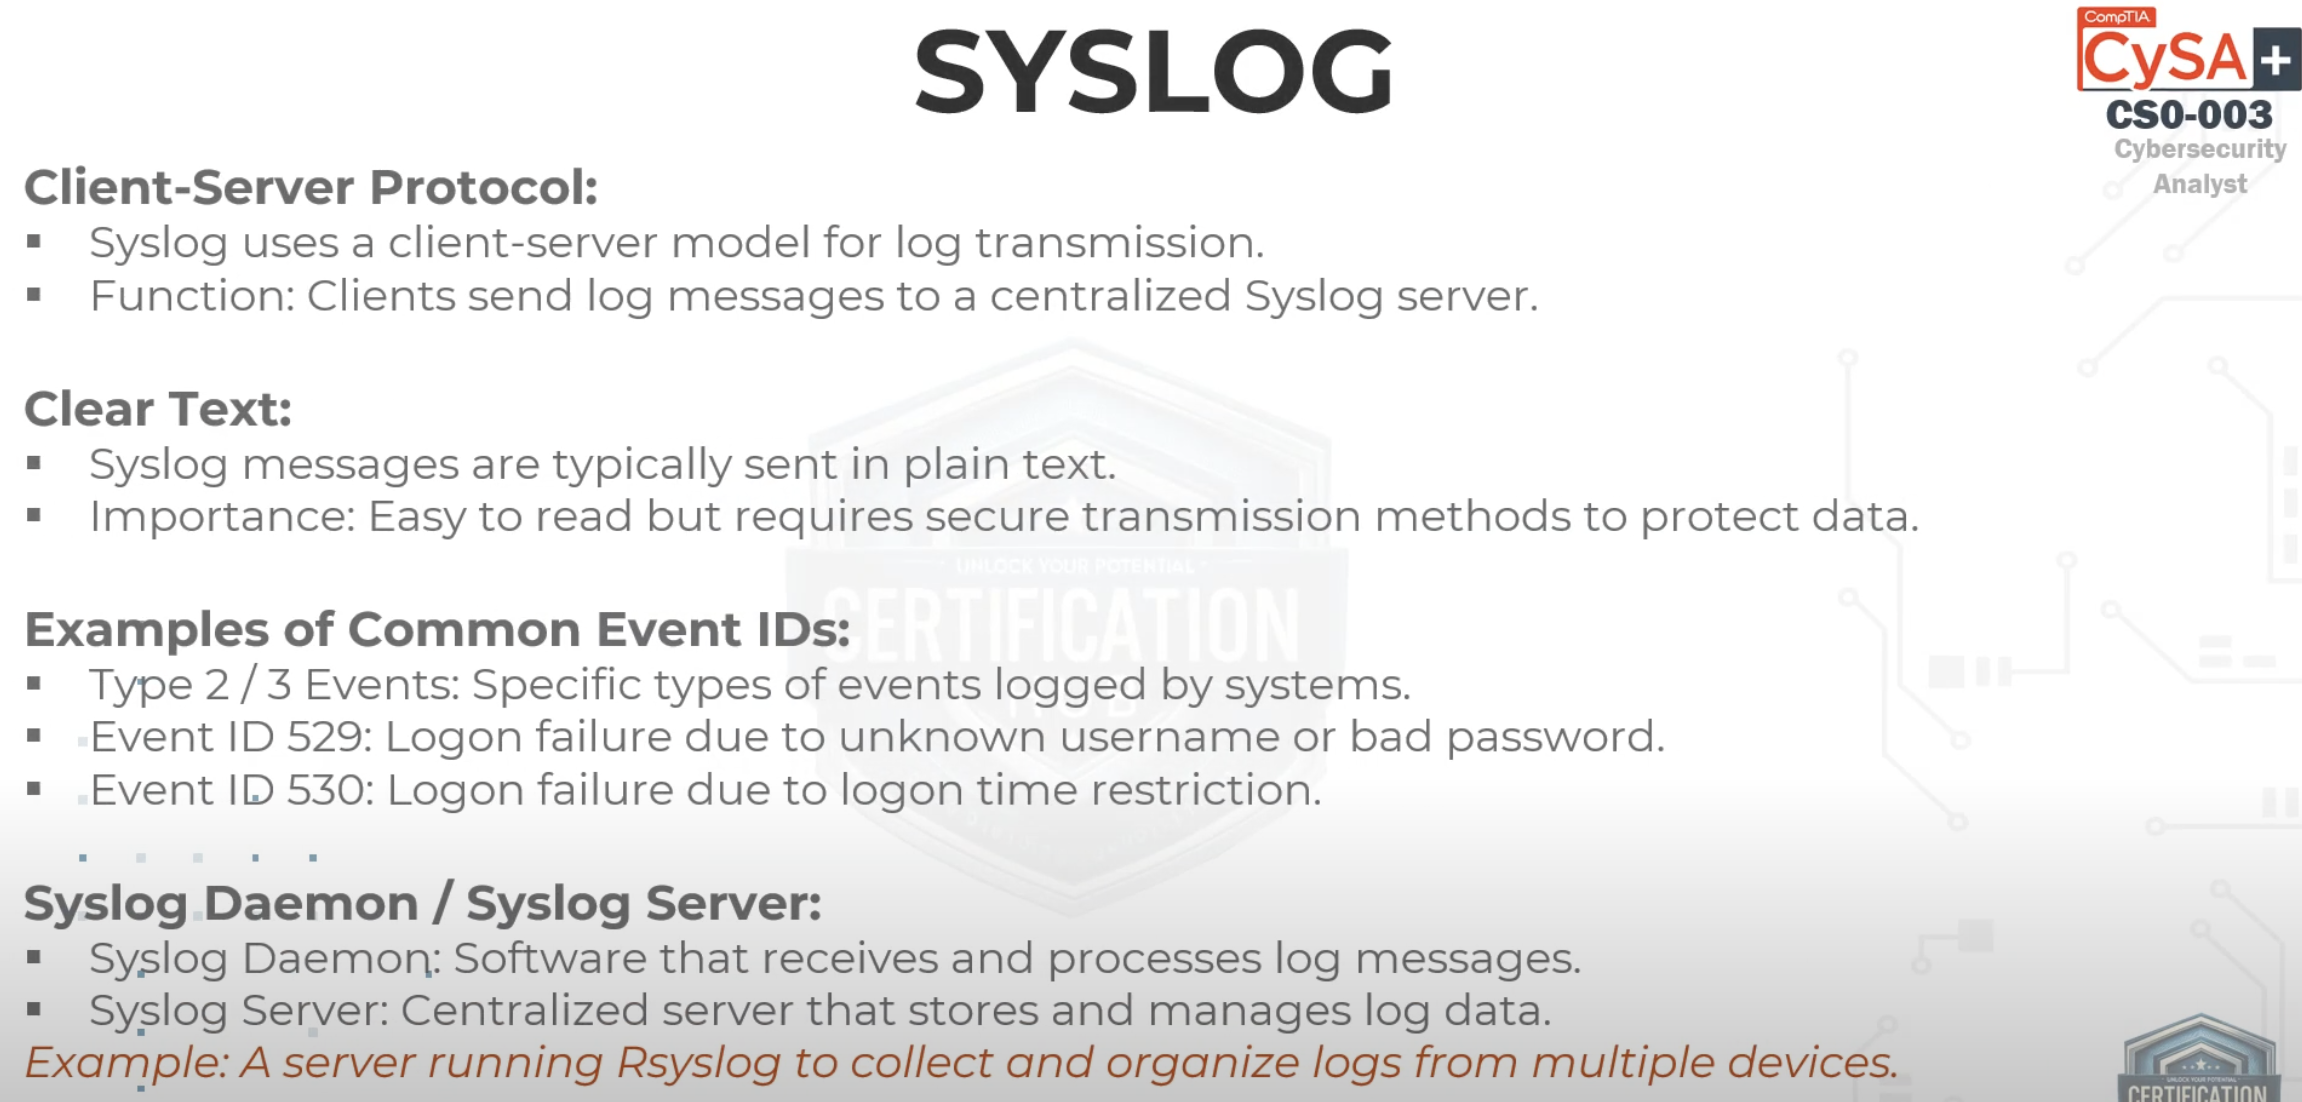 SYSLOG
CompTIA
CySA+
CS0-003
Cybersecurity
Analyst
Client-Server Protocol:
▪ Syslog uses a client-server model for log transmission.
▪ Function: Clients send log messages to a centralized Syslog server.
Clear Text:
▪ Syslog messages are typically sent in plain text.
▪ Importance: Easy to read but requires secure transmission methods to protect data.
UNLOCK YOUR POTENTIAL
CERTIFICATION
HUB
Examples of Common Event IDs:
▪ Type 2 / 3 Events: Specific types of events logged by systems.
▪ Event ID 529: Logon failure due to unknown username or bad password.
▪ Event ID 530: Logon failure due to logon time restriction.
Syslog Daemon / Syslog Server:
▪ Syslog Daemon: Software that receives and processes log messages.
▪ Syslog Server: Centralized server that stores and manages log data.
Example: A server running Rsyslog to collect and organize logs from multiple devices.
UNLOCK YOUR POTENTIAL
CERTIFICATION